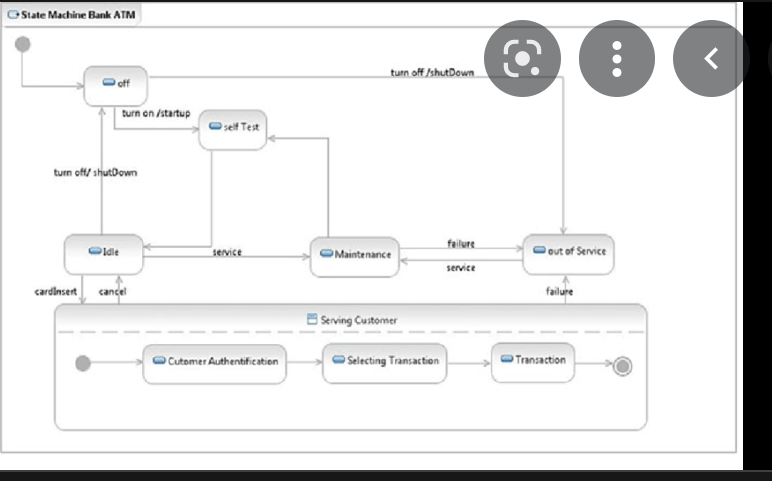 State Machine Bank ATM
turn off /shutDown
off
turn on /startup
self Test
turn off/ shutDown
Idle
service
Maintenance
failure
service
out of Service
cardInsert
cancel
failure
Serving Customer
Cutomer Authentification
Selecting Transaction
Transaction